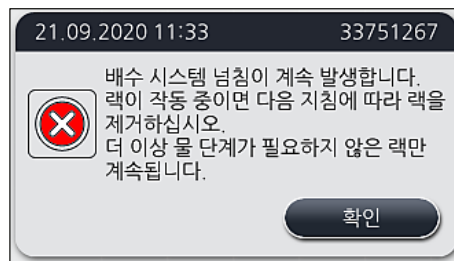 21.09.2020 11:33 33751267
배수 시스템 넘침이 계속 발생합니다.
랙이 작동 중이면 다음 지침에 따라 랙을
제거하십시오.
더 이상 물 단계가 필요하지 않은 랙만
계속됩니다.
확인